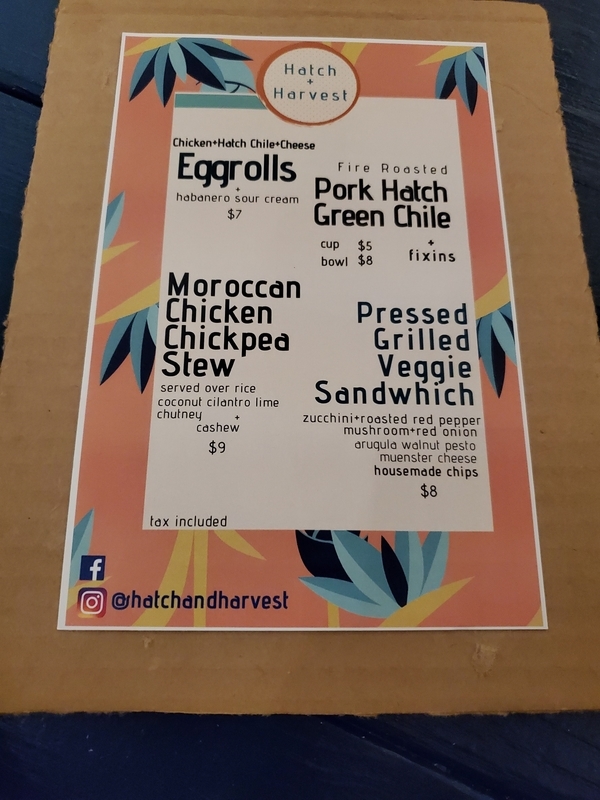 Hatch
+
Harvest
Chicken+Hatch Chile+Cheese
Eggrolls
+
habanero sour cream
$7
Fire Roasted
Pork Hatch
Green Chile
cup $5
bowl $8
+
fixins
Moroccan
Chicken
Chickpea
Stew
served over rice
coconut cilantro lime
chutney +
cashew
$9
Pressed
Grilled
Veggie
Sandwhich
zucchini+roasted red pepper
mushroom+red onion
arugula walnut pesto
muenster cheese
housemade chips
$8
tax included
@hatchandharvest